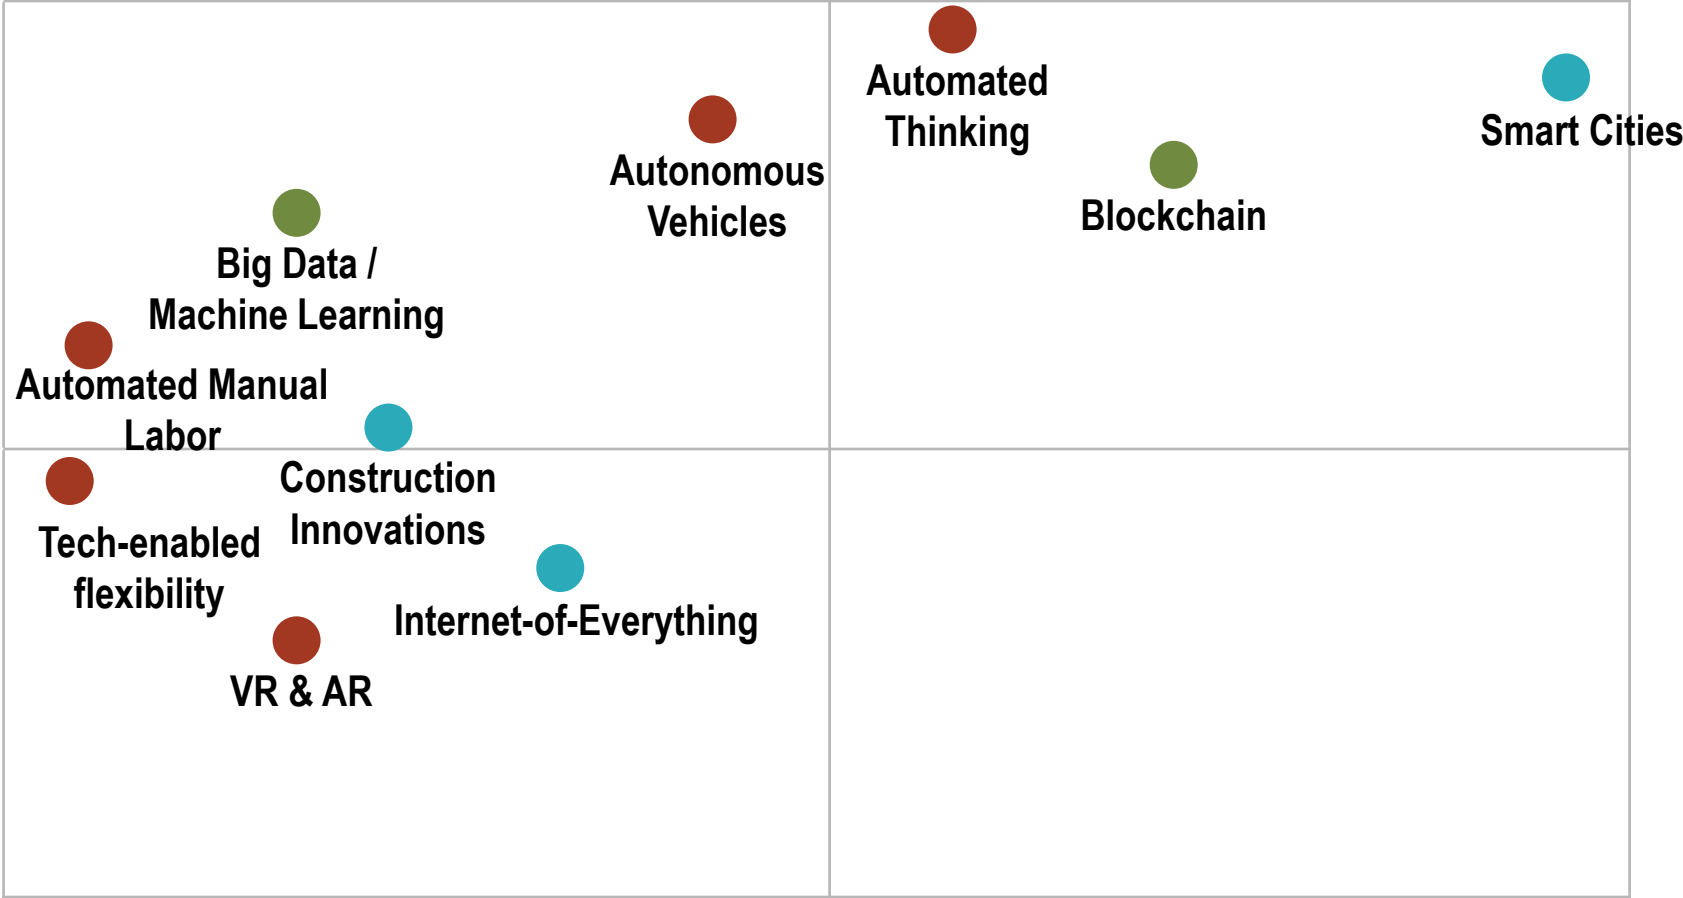 Automated
Thinking
Smart Cities
Autonomous
Vehicles
Blockchain
Big Data /
Machine Learning
Automated Manual
Labor
Construction
Innovations
Tech-enabled
flexibility
Internet-of-Everything
VR & AR